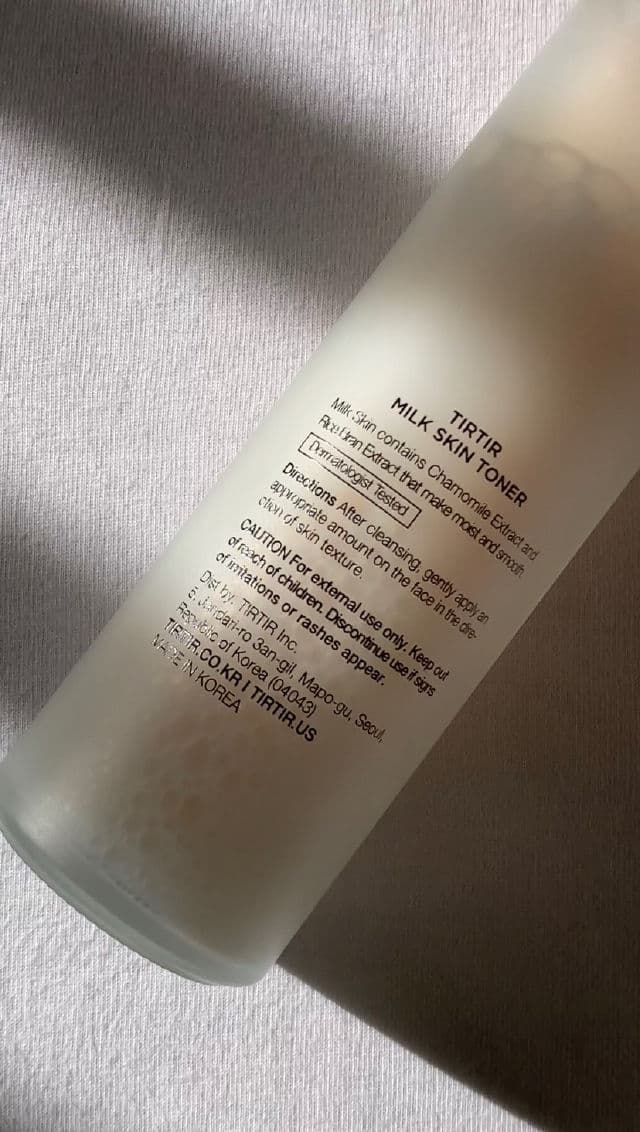 TIRTIR
MILK SKIN TONER
Milk Skin contains Chamomile Extract and
Rice Bran Extract that make moist and smooth
Dermatologist Tested
Directions After cleansing, gently apply an
appropriate amount on the face in the dire-
ction of skin texture.
CAUTION For external use only. Keep out
of reach of children. Discontinue use if signs
of irritations or rashes appear.
Dist by. TIRTIR Inc.
5, Jandari-ro 3an-gil, Mapo-gu, Seoul,
Republic of Korea (04043)
TIRTIR.CO.KR | TIRTIR.US
MADE IN KOREA